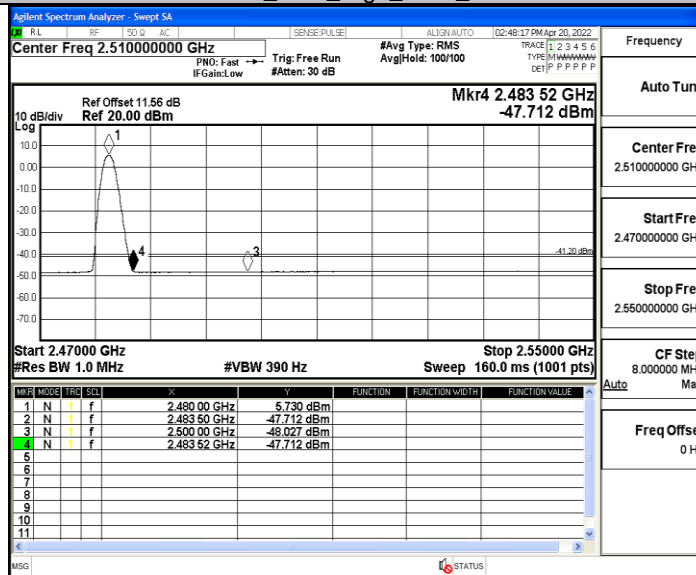 Agilent Spectrum Analyzer - Swept SA
RL RF 50 Ω AC SENSE:PULSE ALIGNAUTO 02:48:17 PM Apr 20, 2022
Center Freq 2.510000000 GHz #Avg Type: RMS TRACE 1 2 3 4 5 6
PNO: Fast Trig: Free Run Avg|Hold: 100/100 TYPE MWWWWW
IFGain:Low #Atten: 30 dB DET P P P P P P
Ref Offset 11.56 dB Mkr4 2.483 52 GHz
10 dB/div Ref 20.00 dBm -47.712 dBm
Log
1
10.0
0.00
-10.0
-20.0
-30.0
-40.0 4 3 -41.20 dBm
-50.0
-60.0
-70.0
Start 2.47000 GHz Stop 2.55000 GHz
#Res BW 1.0 MHz #VBW 390 Hz Sweep 160.0 ms (1001 pts)
MKR MODE TRC SCL X Y FUNCTION FUNCTION WIDTH FUNCTION VALUE
1 N 1 f 2.480 00 GHz 5.730 dBm
2 N 1 f 2.483 50 GHz -47.712 dBm
3 N 1 f 2.500 00 GHz -48.027 dBm
4 N 1 f 2.483 52 GHz -47.712 dBm
5
6
7
8
9
10
11
MSG STATUS
Frequency
Auto Tun
Center Fre
2.510000000 GH
Start Fre
2.470000000 GH
Stop Fre
2.550000000 GH
CF Step
8.000000 MH
Auto Ma
Freq Offse
0 H